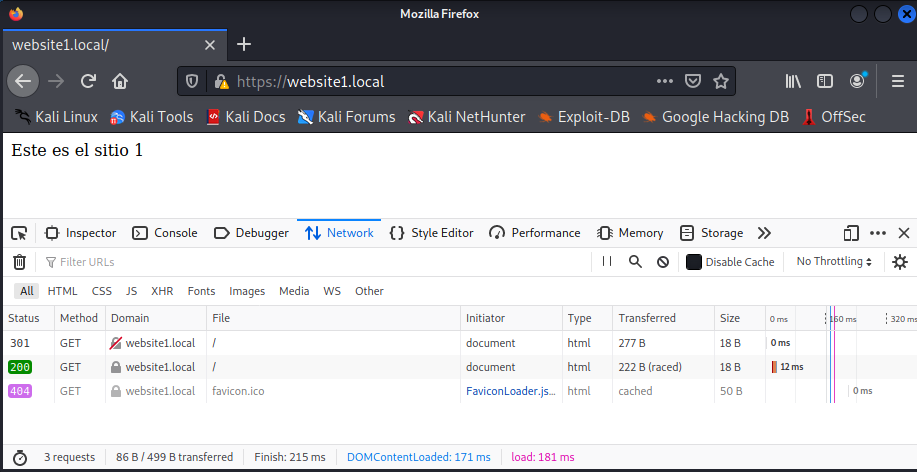 Mozilla Firefox
website1.local/
https://website1.local
Kali Linux Kali Tools Kali Docs Kali Forums Kali NetHunter Exploit-DB Google Hacking DB OffSec
Este es el sitio 1
Inspector Console Debugger Network Style Editor Performance Memory Storage
Filter URLs Disable Cache No Throttling
All HTML CSS JS XHR Fonts Images Media WS Other
Status Method Domain File Initiator Type Transferred Size 0 ms 160 ms 320 ms
301 GET website1.local / document html 277 B 18 B 0 ms
200 GET website1.local / document html 222 B (raced) 18 B 12 ms
404 GET website1.local favicon.ico FaviconLoader.js... html cached 50 B 0 ms
3 requests 86 B / 499 B transferred Finish: 215 ms DOMContentLoaded: 171 ms load: 181 ms